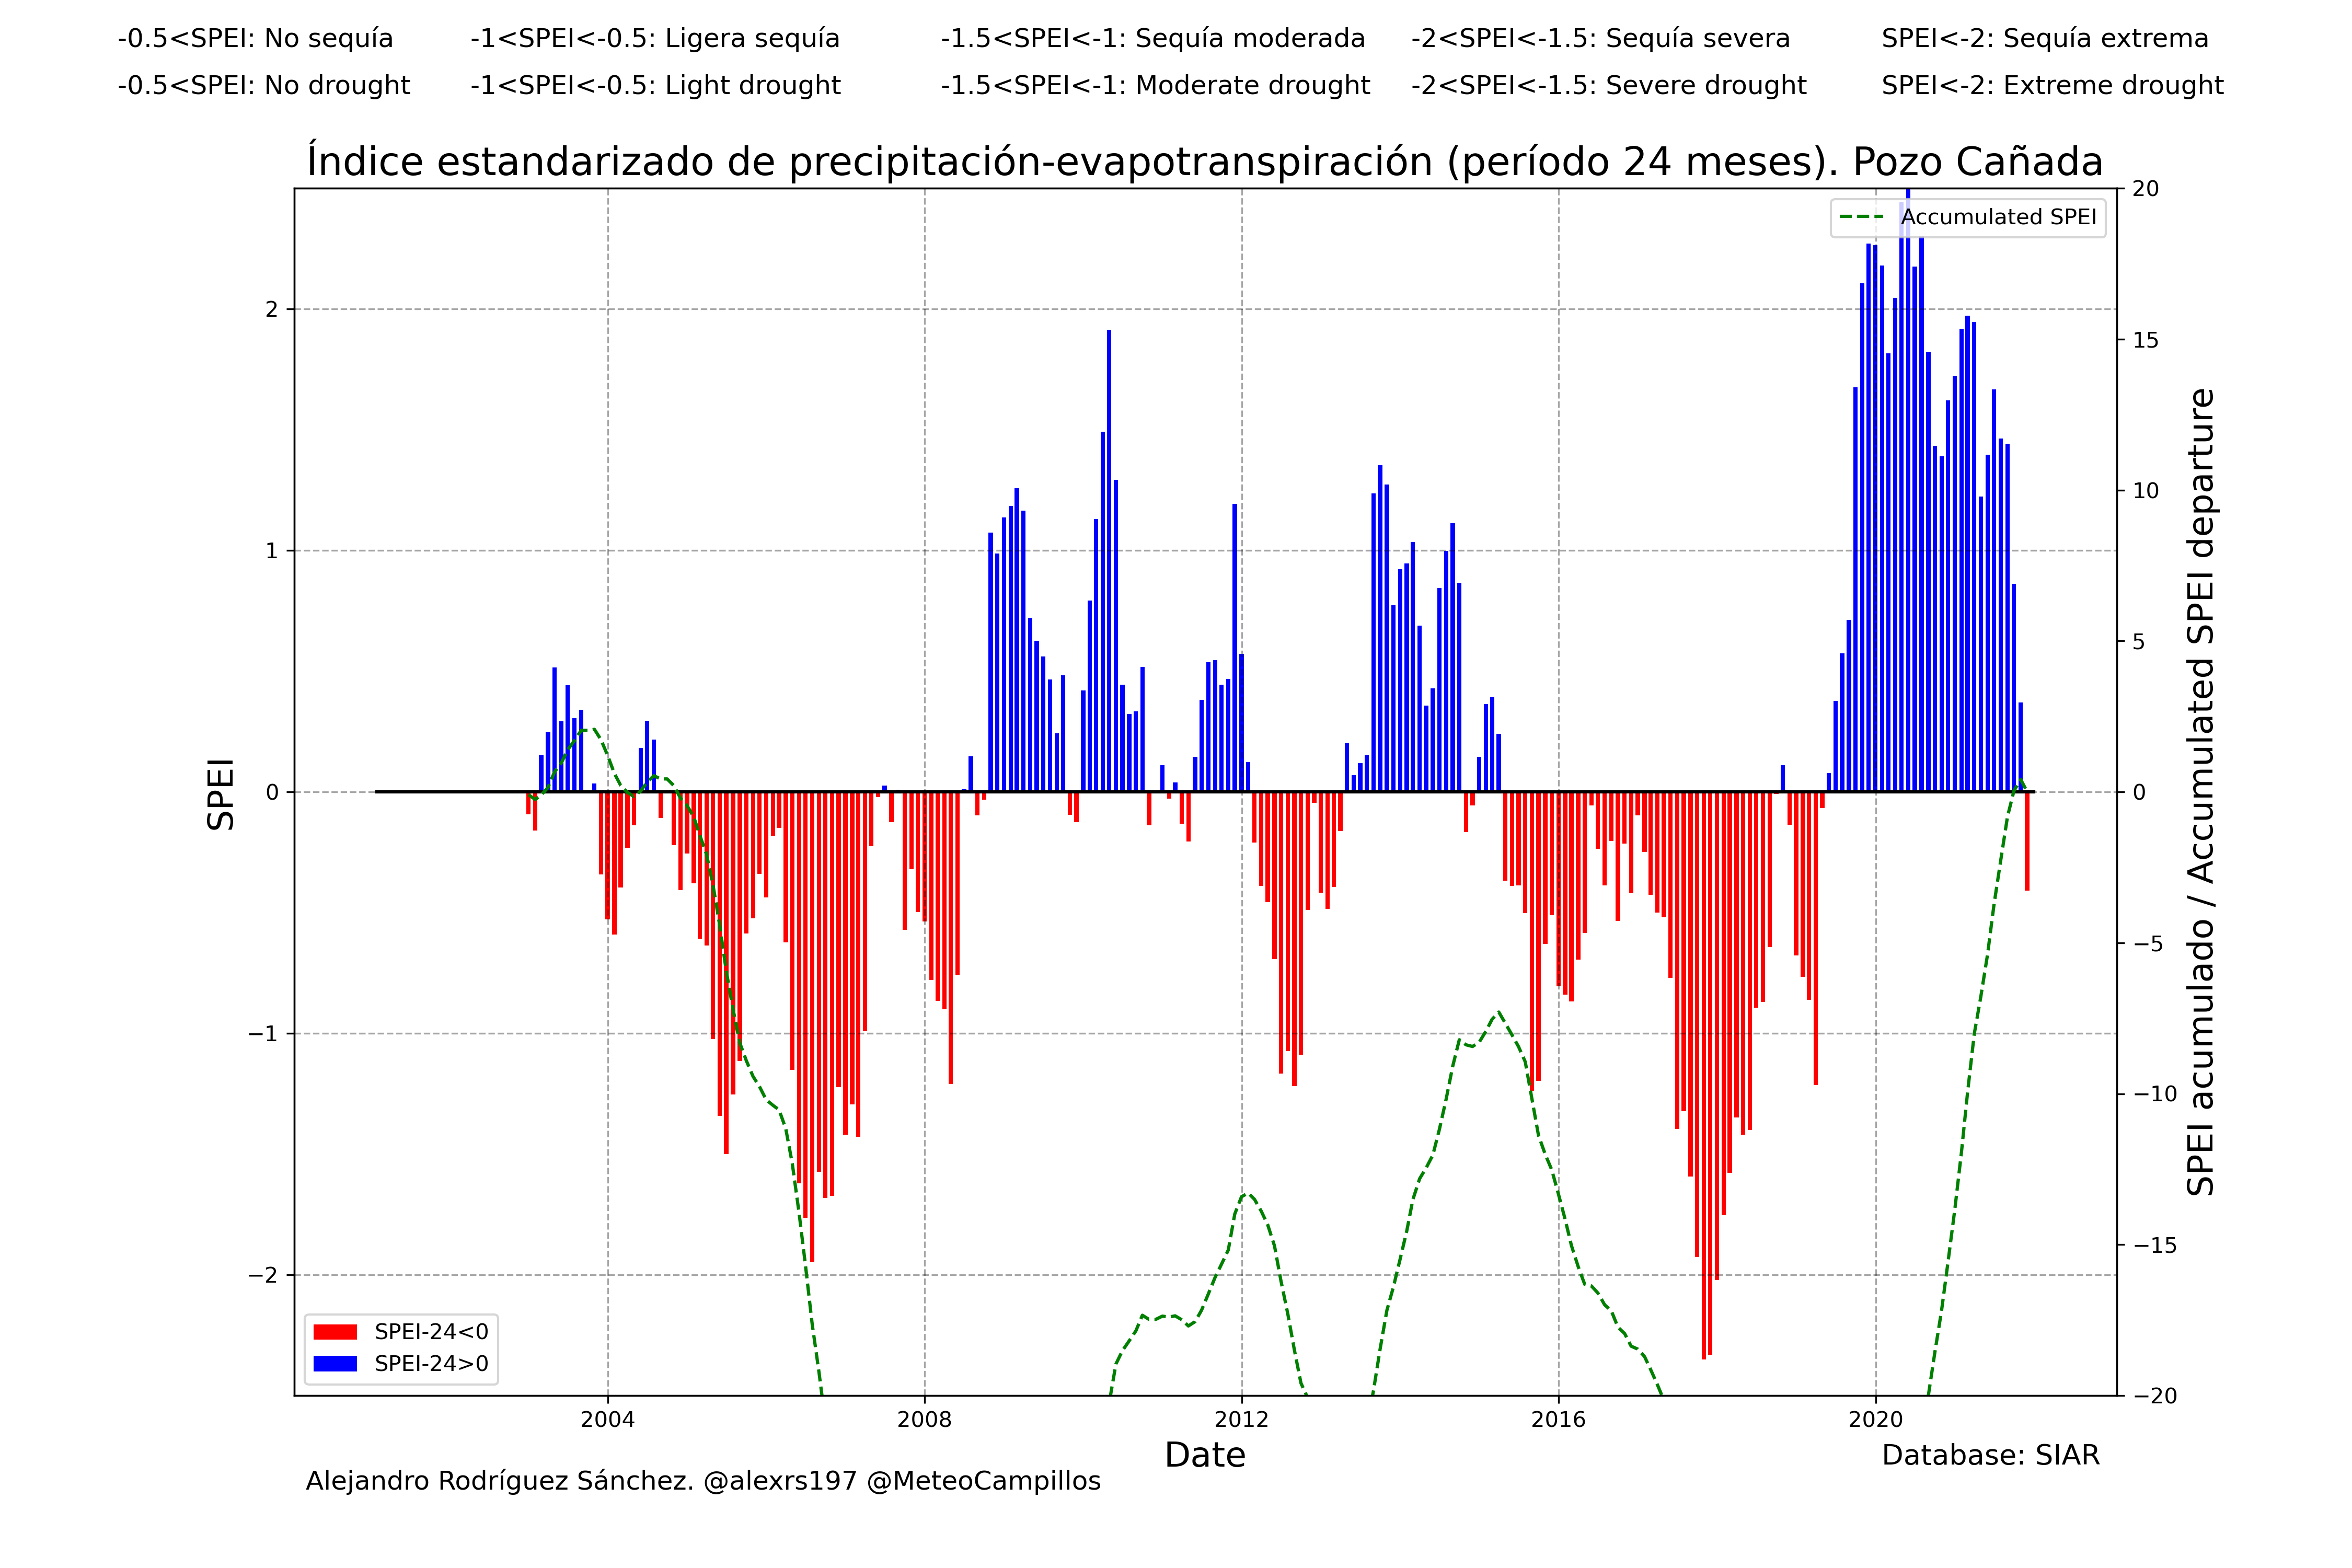 -0.5<SPEI: No sequía -1<SPEI<-0.5: Ligera sequía -1.5<SPEI<-1: Sequía moderada -2<SPEI<-1.5: Sequía severa SPEI<-2: Sequía extrema
-0.5<SPEI: No drought -1<SPEI<-0.5: Light drought -1.5<SPEI<-1: Moderate drought -2<SPEI<-1.5: Severe drought SPEI<-2: Extreme drought
Índice estandarizado de precipitación-evapotranspiración (período 24 meses). Pozo Cañada
Accumulated SPEI
SPEI
2
1
0
−1
−2
20
15
10
5
0
−5
−10
−15
−20
SPEI acumulado / Accumulated SPEI departure
SPEI-24<0
SPEI-24>0
2004 2008 2012 2016 2020
Date
Database: SIAR
Alejandro Rodríguez Sánchez. @alexrs197 @MeteoCampillos